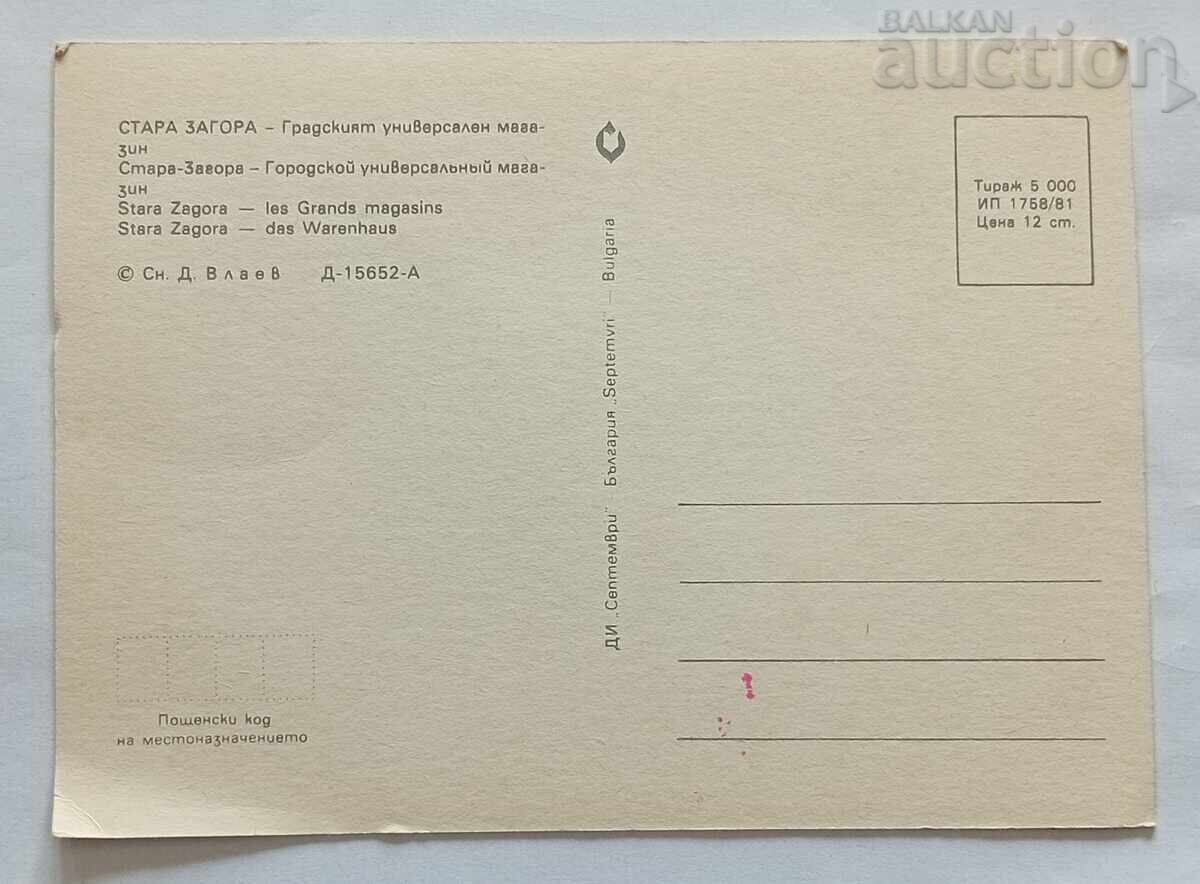 BALKAN
auction
СТАРА ЗАГОРА – Градският универсален мага-
зин
Стара-Загора – Городской универсальный мага-
зин
Stara Zagora — les Grands magasins
Stara Zagora — das Warenhaus
© Сн. Д. Влаев Д-15652-А
Тираж 5 000
ИП 1758/81
Цена 12 ст.
ДИ „Септември" България „Septemvri" — Bulgaria
Пощенски код
на местоназначението